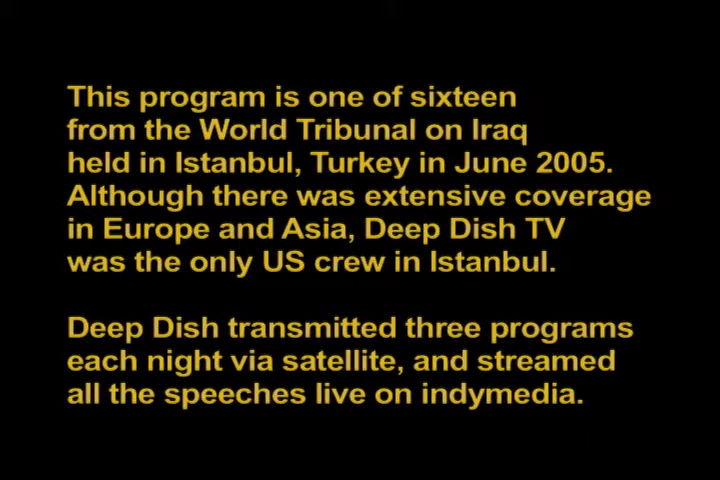 This program is one of sixteen
from the World Tribunal on Iraq
held in Istanbul, Turkey in June 2005.
Although there was extensive coverage
in Europe and Asia, Deep Dish TV
was the only US crew in Istanbul.
Deep Dish transmitted three programs
each night via satellite, and streamed
all the speeches live on indymedia.